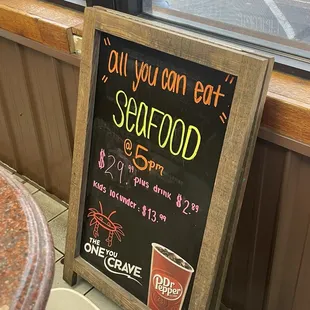 "all you can eat"
SEAFOOD
@ 5pm
$29.99 plus drink $2.89
Kids 10 & under: $13.99
THE
ONE YOU
CRAVE
Dr Pepper